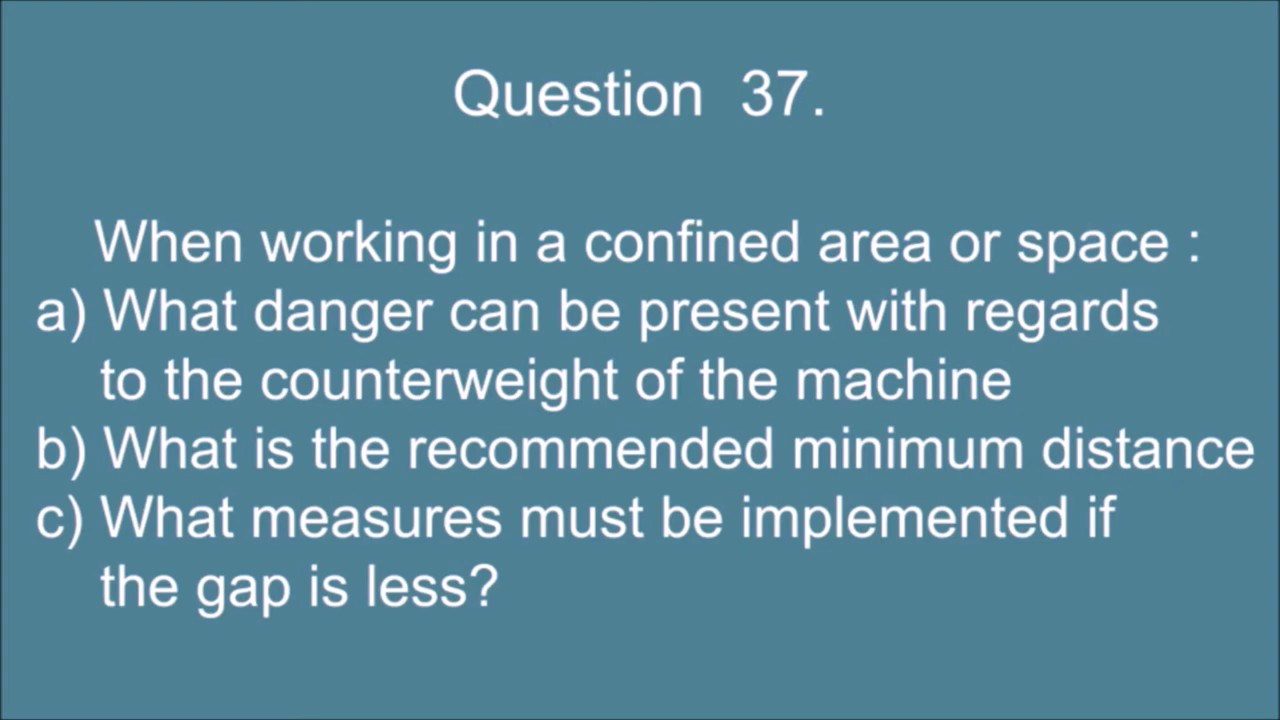 Question 37.
When working in a confined area or space :
a) What danger can be present with regards
to the counterweight of the machine
b) What is the recommended minimum distance
c) What measures must be implemented if
the gap is less?